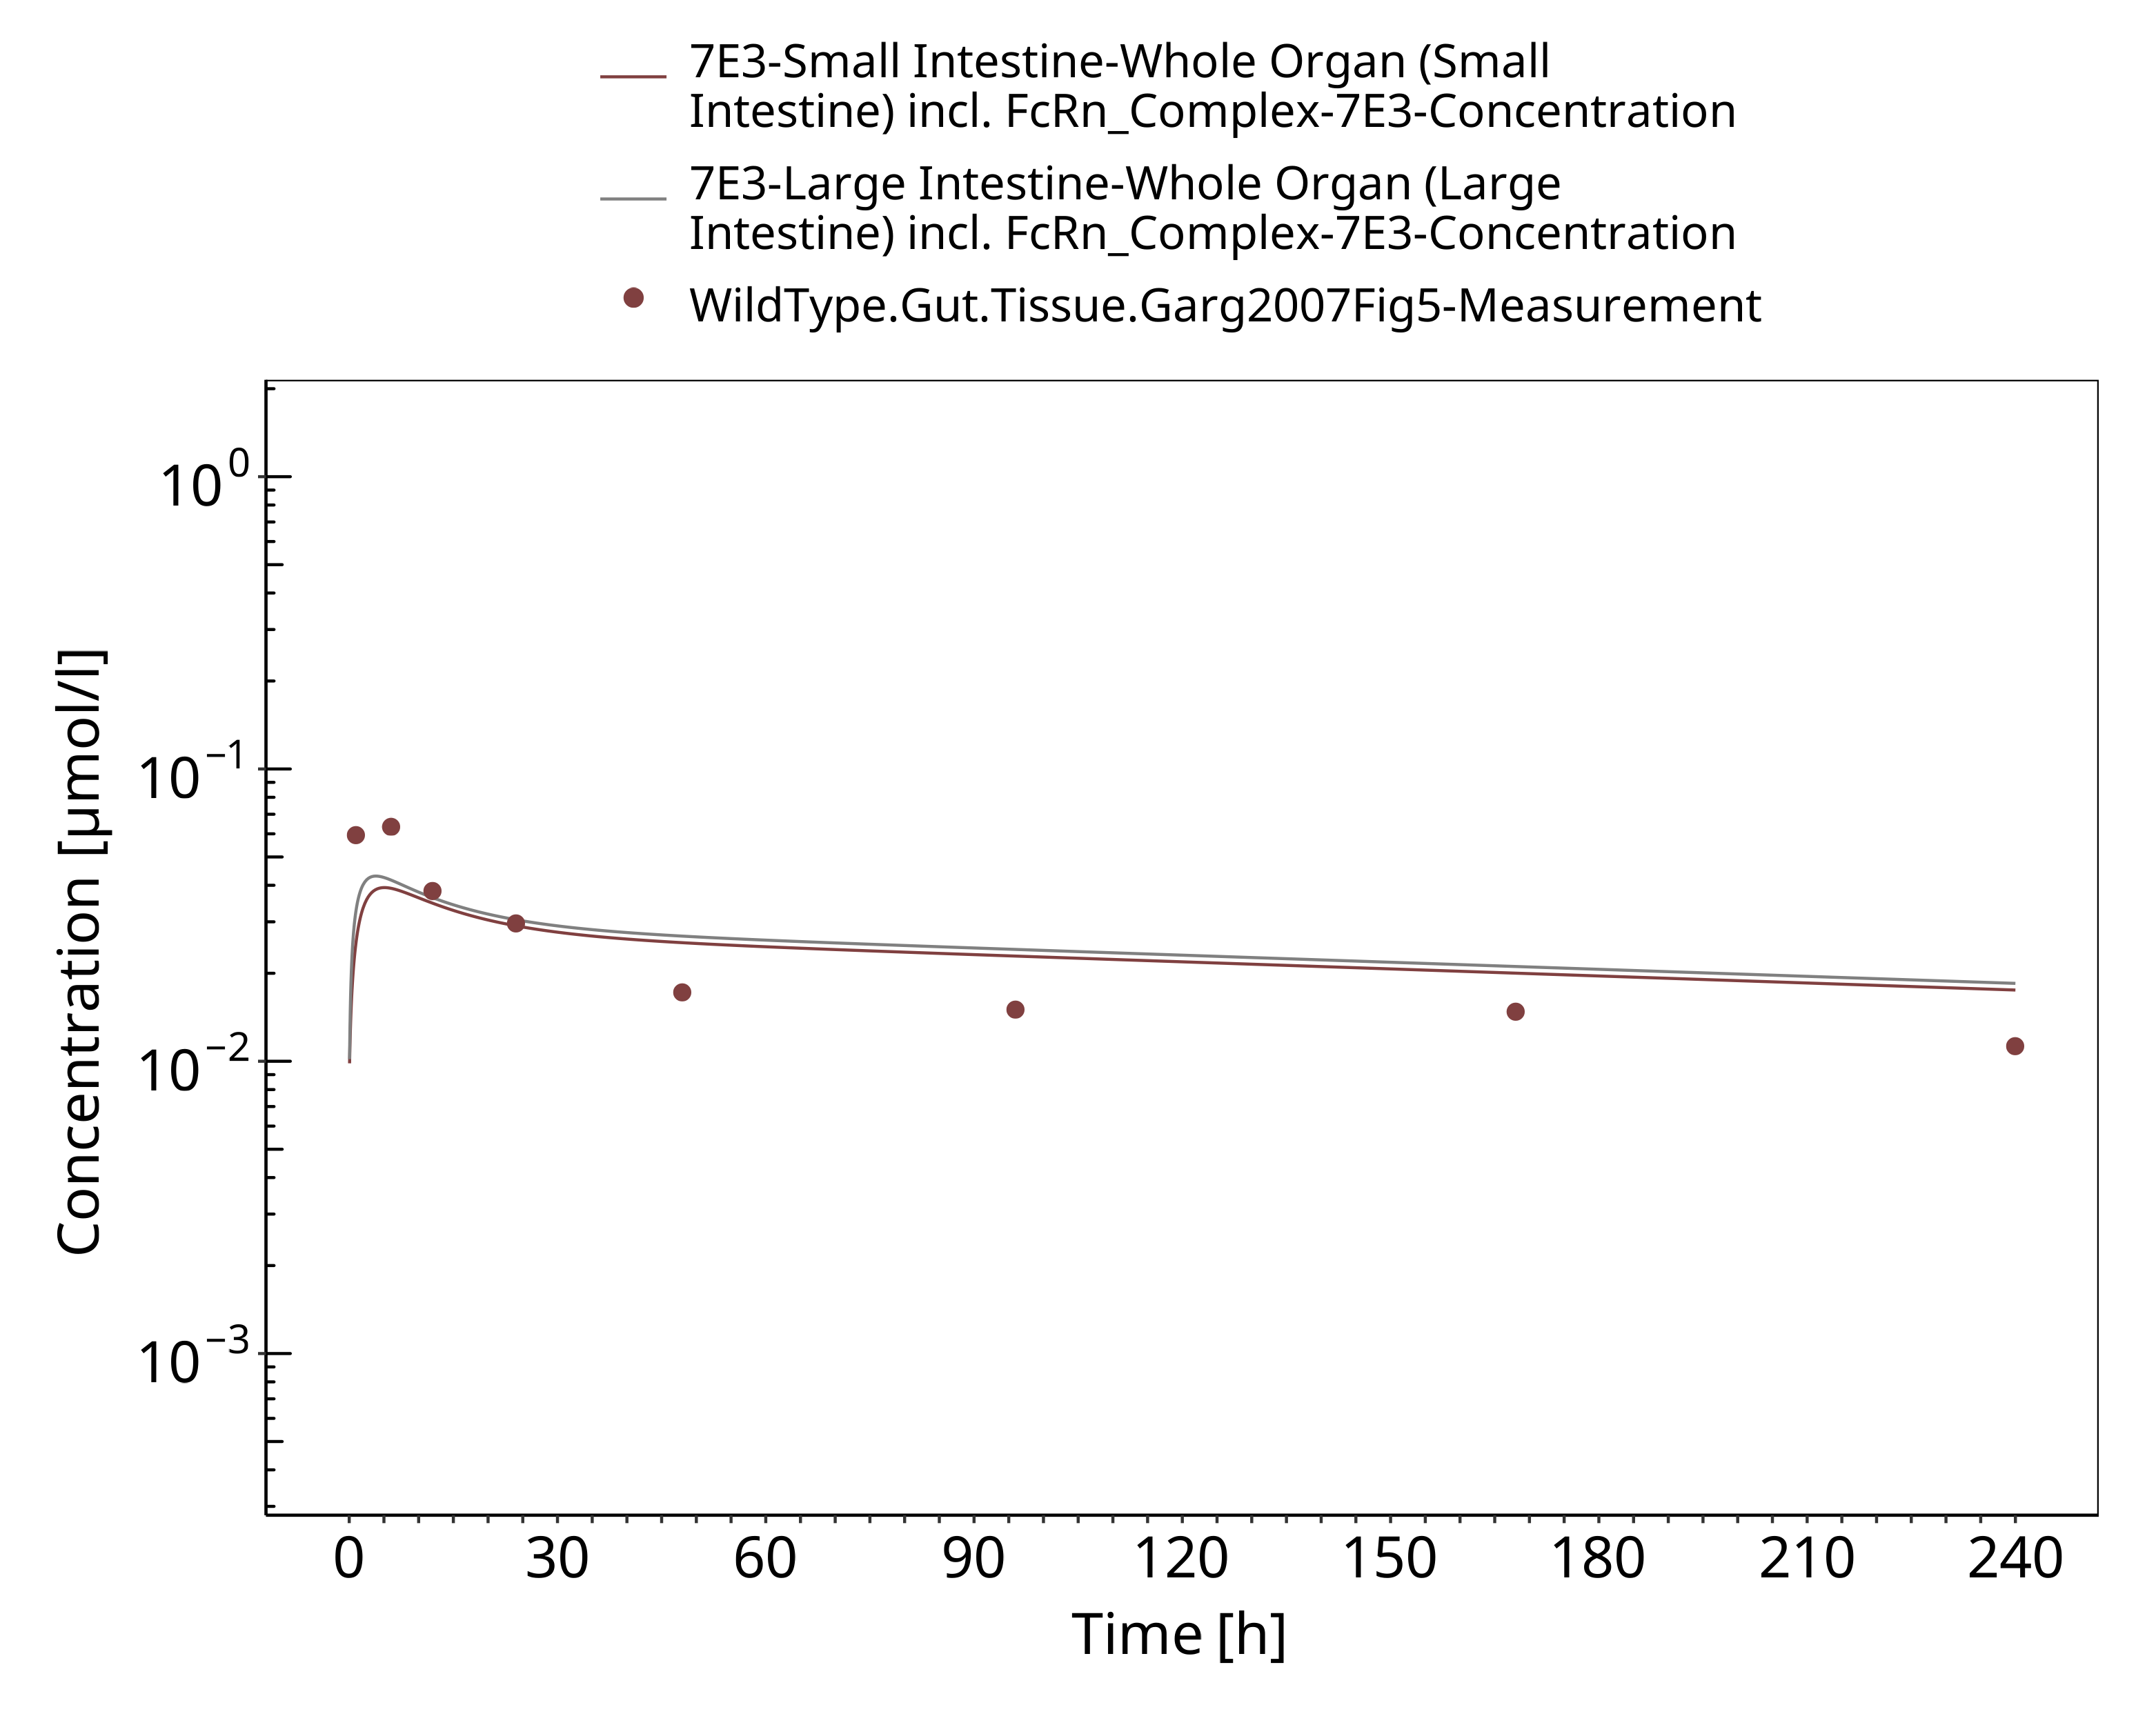 7E3-Small Intestine-Whole Organ (Small
Intestine) incl. FcRn_Complex-7E3-Concentration
7E3-Large Intestine-Whole Organ (Large
Intestine) incl. FcRn_Complex-7E3-Concentration
WildType.Gut.Tissue.Garg2007Fig5-Measurement
Concentration [µmol/l]
10⁰
10⁻¹
10⁻²
10⁻³
0 30 60 90 120 150 180 210 240
Time [h]